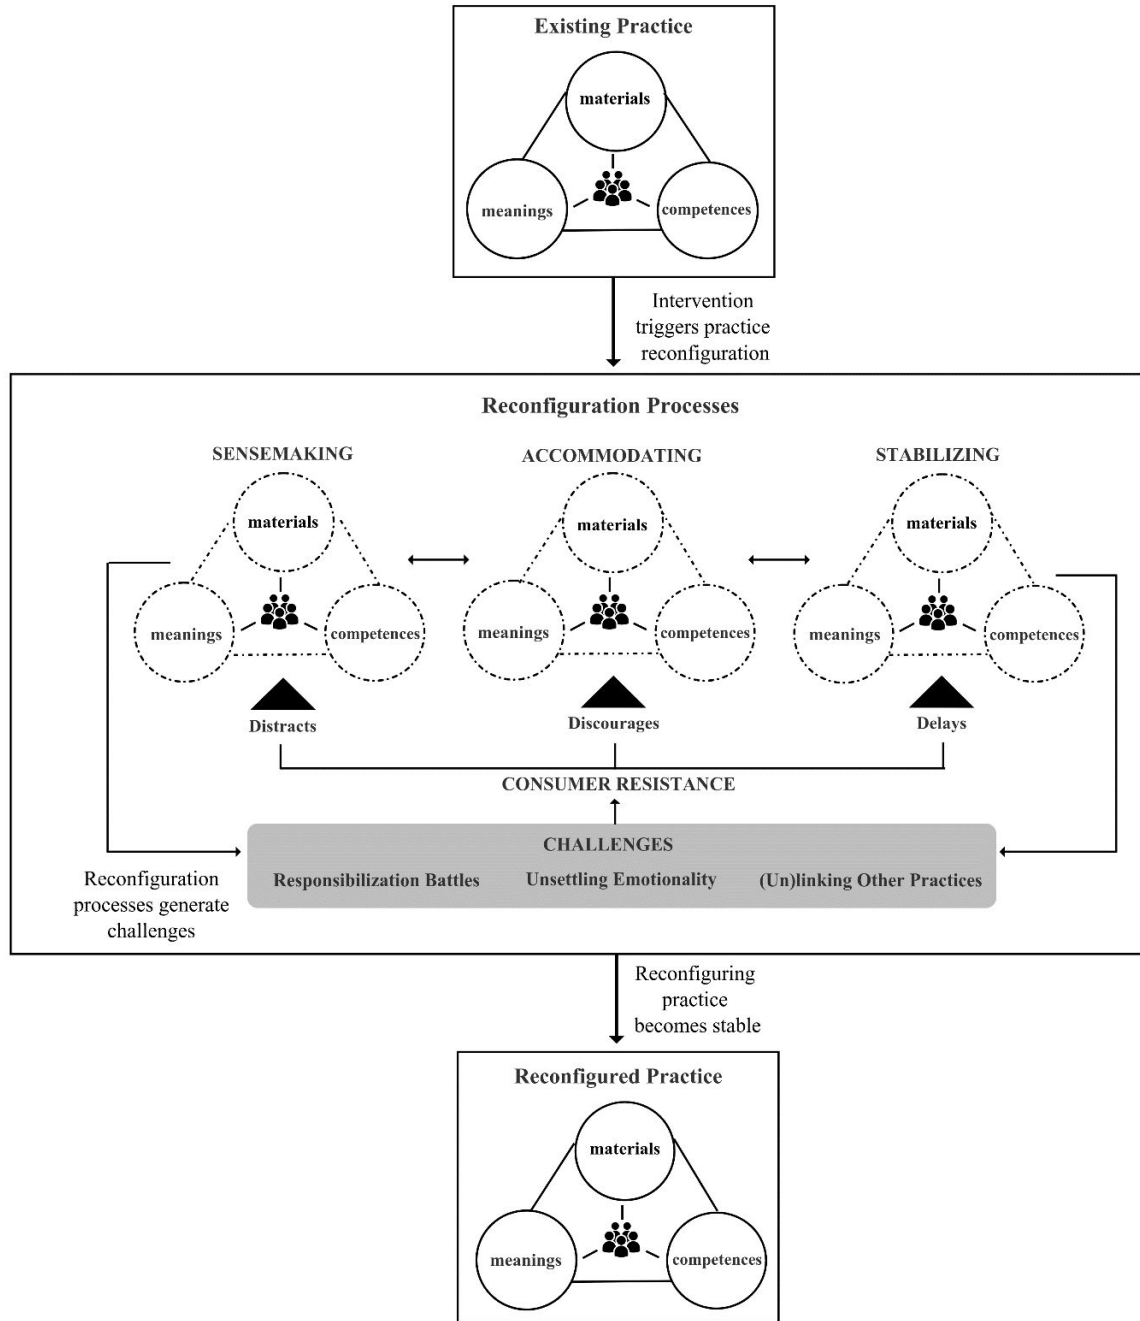 Existing Practice
materials
meanings
competences
Intervention
triggers practice
reconfiguration
Reconfiguration Processes
SENSEMAKING
ACCOMMODATING
STABILIZING
materials
materials
materials
meanings
competences
meanings
competences
meanings
competences
Distracts
Discourages
Delays
CONSUMER RESISTANCE
CHALLENGES
Responsibilization Battles
Unsettling Emotionality
(Un)linking Other Practices
Reconfiguration
processes generate
challenges
Reconfiguring
practice
becomes stable
Reconfigured Practice
materials
meanings
competences